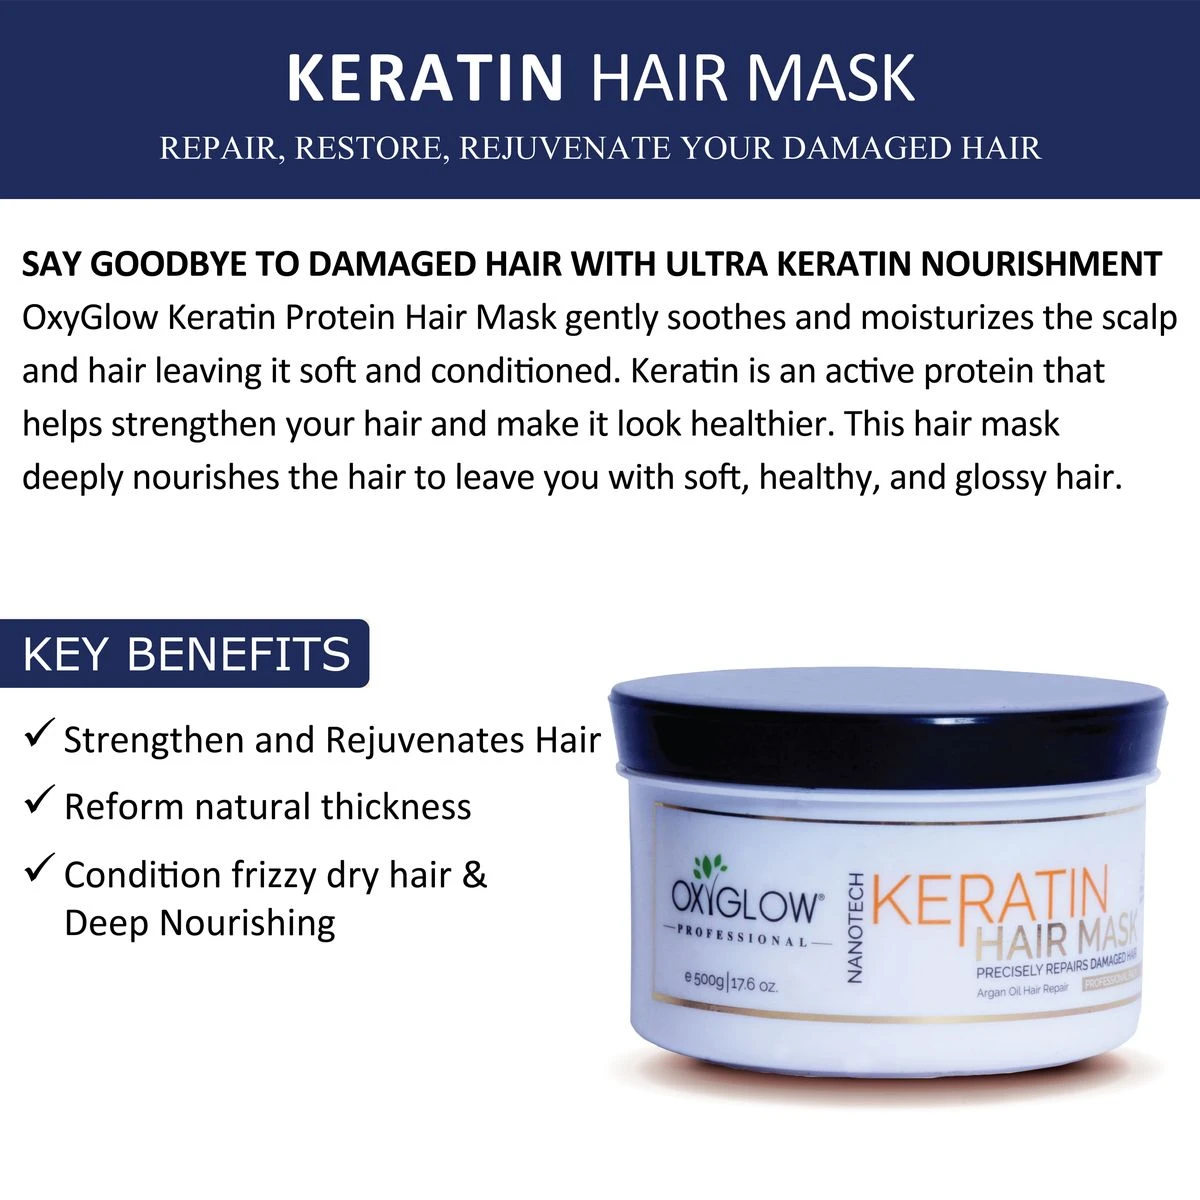 KERATIN HAIR MASK
REPAIR, RESTORE, REJUVENATE YOUR DAMAGED HAIR
SAY GOODBYE TO DAMAGED HAIR WITH ULTRA KERATIN NOURISHMENT
OxyGlow Keratin Protein Hair Mask gently soothes and moisturizes the scalp
and hair leaving it soft and conditioned. Keratin is an active protein that
helps strengthen your hair and make it look healthier. This hair mask
deeply nourishes the hair to leave you with soft, healthy, and glossy hair.
KEY BENEFITS
✓ Strengthen and Rejuvenates Hair
✓ Reform natural thickness
✓ Condition frizzy dry hair &
Deep Nourishing
OXYGLOW®
PROFESSIONAL
e 500g|17.6 oz.
NANOTECH
KERATIN
HAIR MASK
PRECISELY REPAIRS DAMAGED HAIR
Argan Oil Hair Repair
PROFESSIONAL